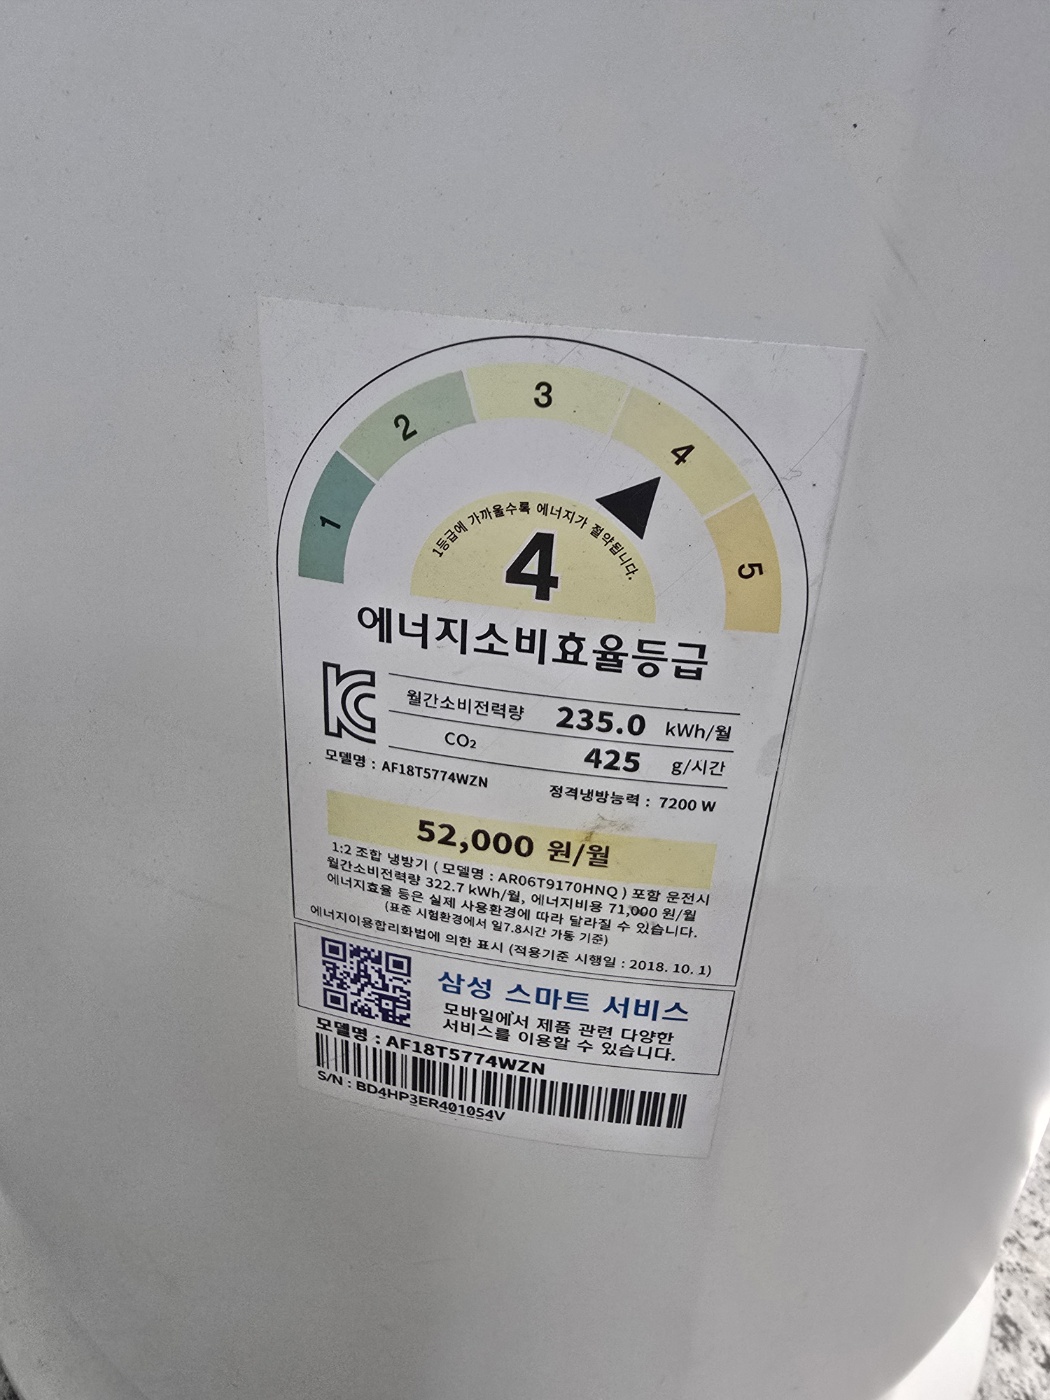 1
2
3
4
5
1등급에 가까울수록 에너지가 절약됩니다.
4
에너지소비효율등급
월간소비전력량 235.0 kWh/월
CO₂ 425 g/시간
모델명 : AF18T5774WZN
정격냉방능력 : 7200 W
52,000 원/월
1:2 조합 냉방기 ( 모델명 : AR06T9170HNQ ) 포함 운전시
월간소비전력량 322.7 kWh/월, 에너지비용 71,000 원/월
에너지효율 등은 실제 사용환경에 따라 달라질 수 있습니다.
(표준 시험환경에서 일7.8시간 가동 기준)
에너지이용합리화법에 의한 표시 (적용기준 시행일 : 2018. 10. 1)
삼성 스마트 서비스
모바일에서 제품 관련 다양한
서비스를 이용할 수 있습니다.
모델명 : AF18T5774WZN
S/N : BD4HP3ER401054V